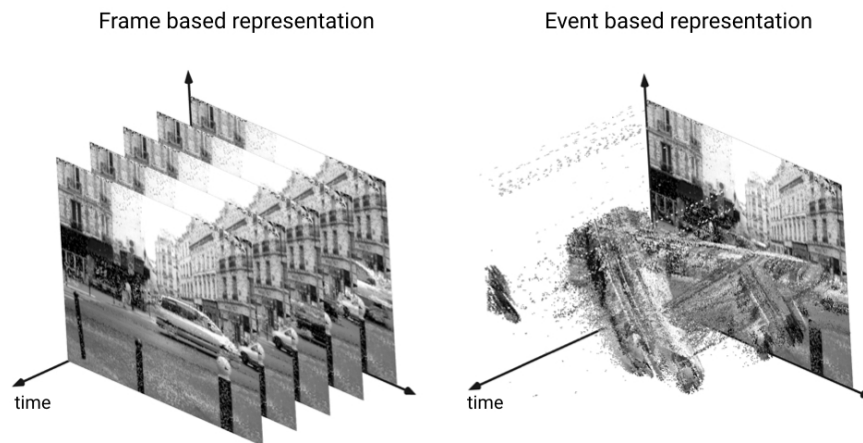 Frame based representation
Event based representation
time
time